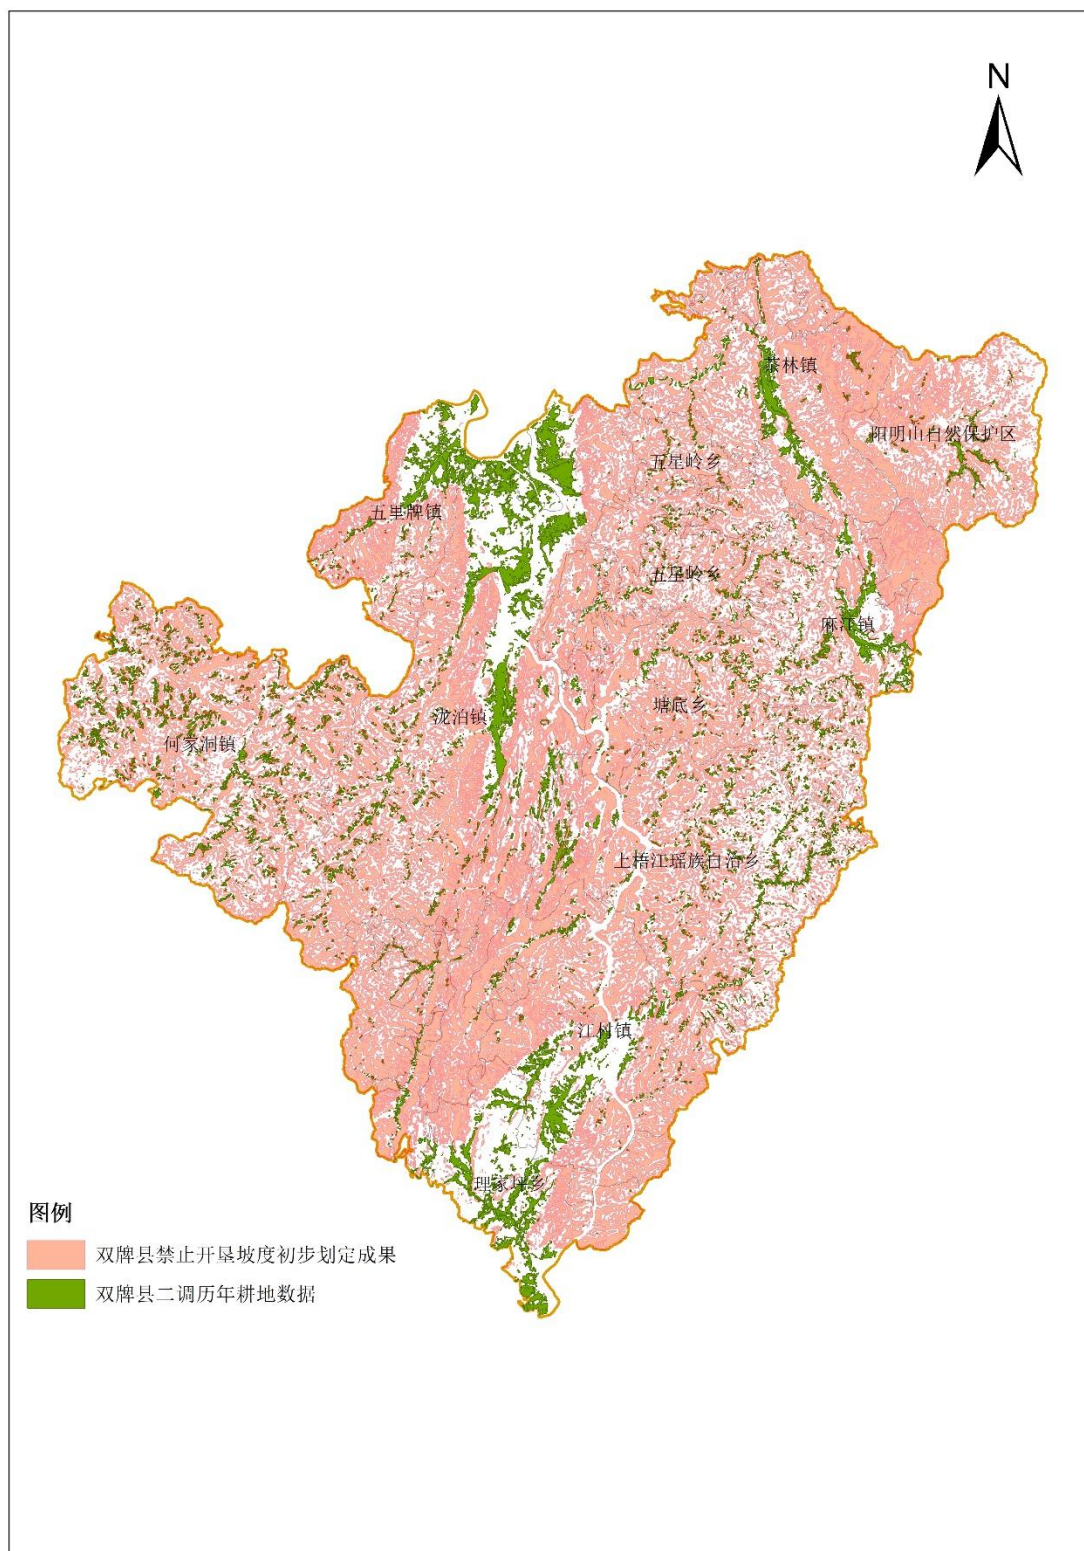 N
茶林镇
阳明山自然保护区
五星岭乡
五里牌镇
五星岭乡
麻江镇
塘底乡
泷泊镇
何家洞镇
上梧江瑶族自治乡
江村镇
理家坪乡
图例
双牌县禁止开垦坡度初步划定成果
双牌县二调历年耕地数据